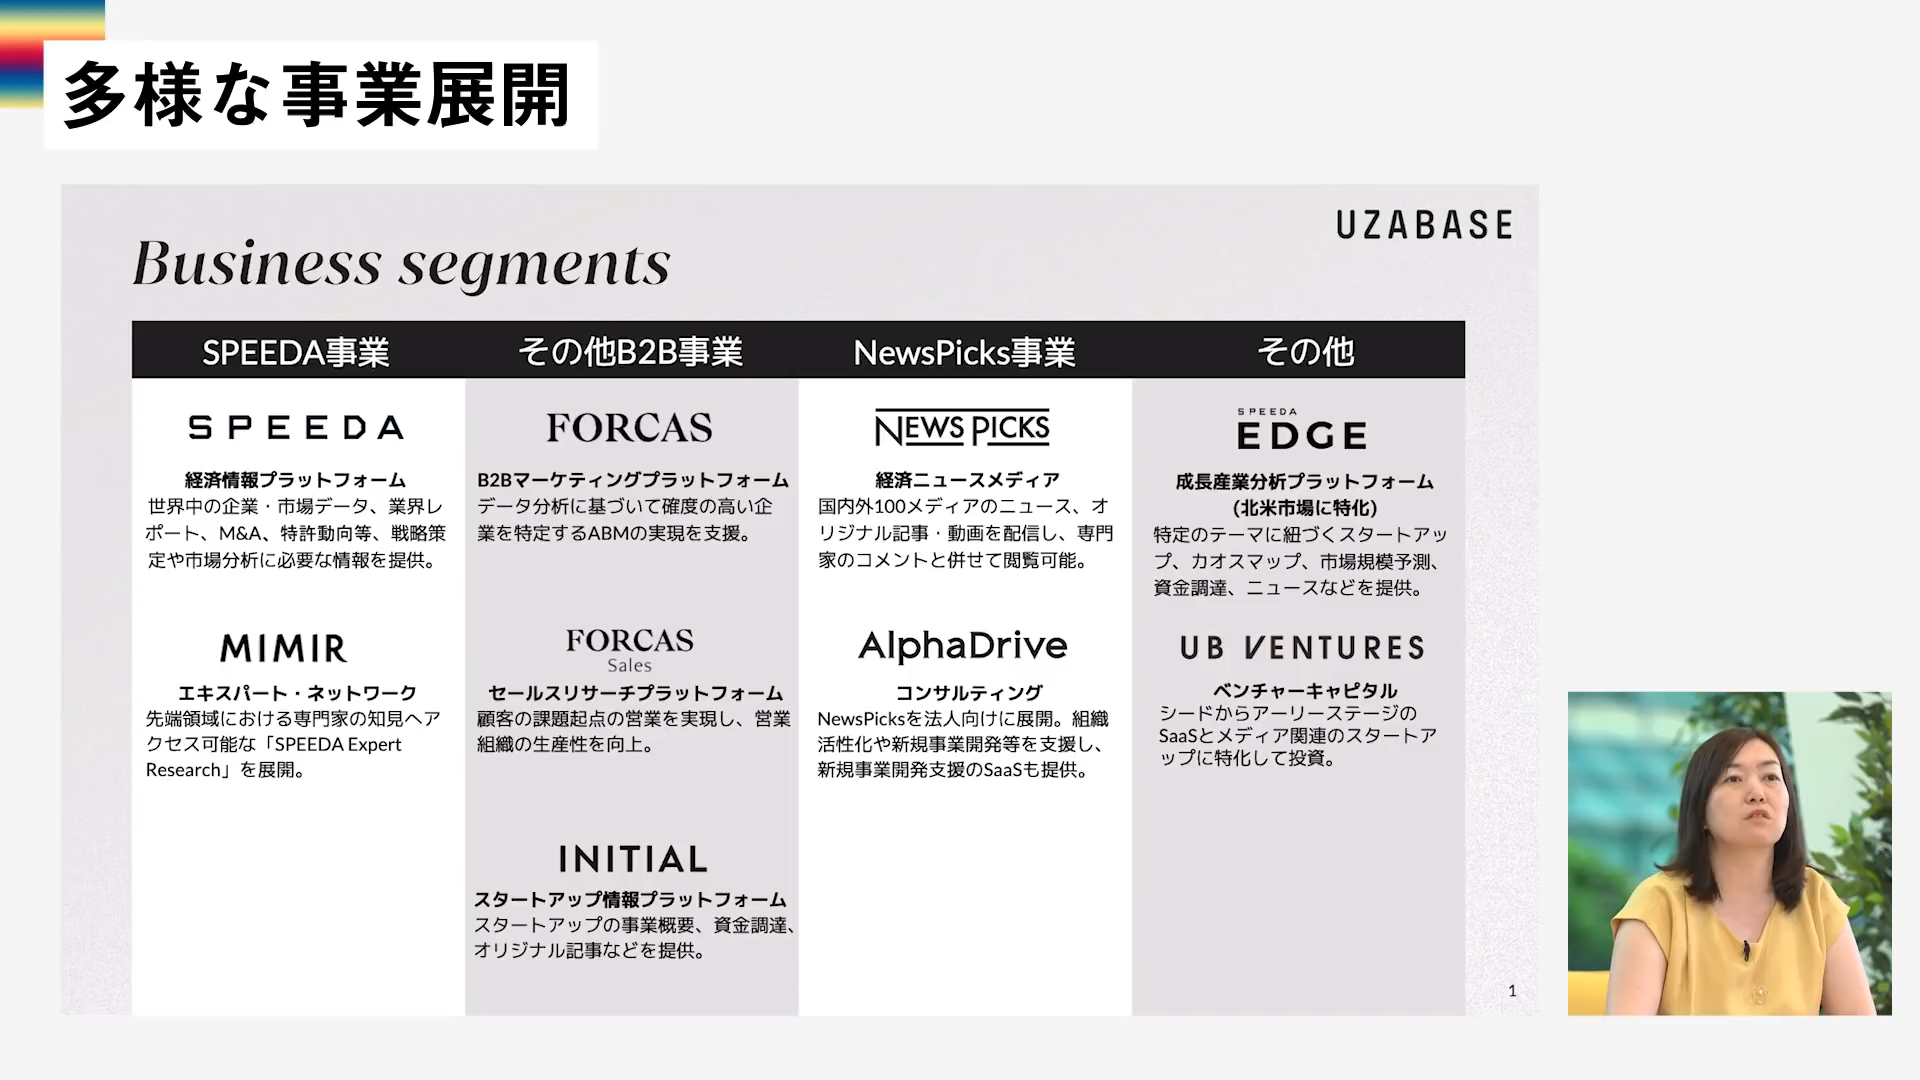 多様な事業展開
UZABASE
Business segments
SPEEDA事業
その他B2B事業
NewsPicks事業
その他
SPEEDA
経済情報プラットフォーム
世界中の企業・市場データ、業界レ
ポート、M&A、特許動向等、戦略策
定や市場分析に必要な情報を提供。
MIMIR
エキスパート・ネットワーク
先端領域における専門家の知見へア
クセス可能な「SPEEDA Expert
Research」を展開。
FORCAS
B2Bマーケティングプラットフォーム
データ分析に基づいて確度の高い企
業を特定するABMの実現を支援。
FORCAS
Sales
セールスリサーチプラットフォーム
顧客の課題起点の営業を実現し、営業
組織の生産性を向上。
INITIAL
スタートアップ情報プラットフォーム
スタートアップの事業概要、資金調達、
オリジナル記事などを提供。
NEWS PICKS
経済ニュースメディア
国内外100メディアのニュース、オ
リジナル記事・動画を配信し、専門
家のコメントと併せて閲覧可能。
AlphaDrive
コンサルティング
NewsPicksを法人向けに展開。組織
活性化や新規事業開発等を支援し、
新規事業開発支援のSaaSも提供。
SPEEDA
EDGE
成長産業分析プラットフォーム
(北米市場に特化)
特定のテーマに紐づくスタートアッ
プ、カオスマップ、市場規模予測、
資金調達、ニュースなどを提供。
UB VENTURES
ベンチャーキャピタル
シードからアーリーステージの
SaaSとメディア関連のスタートア
ップに特化して投資。
1